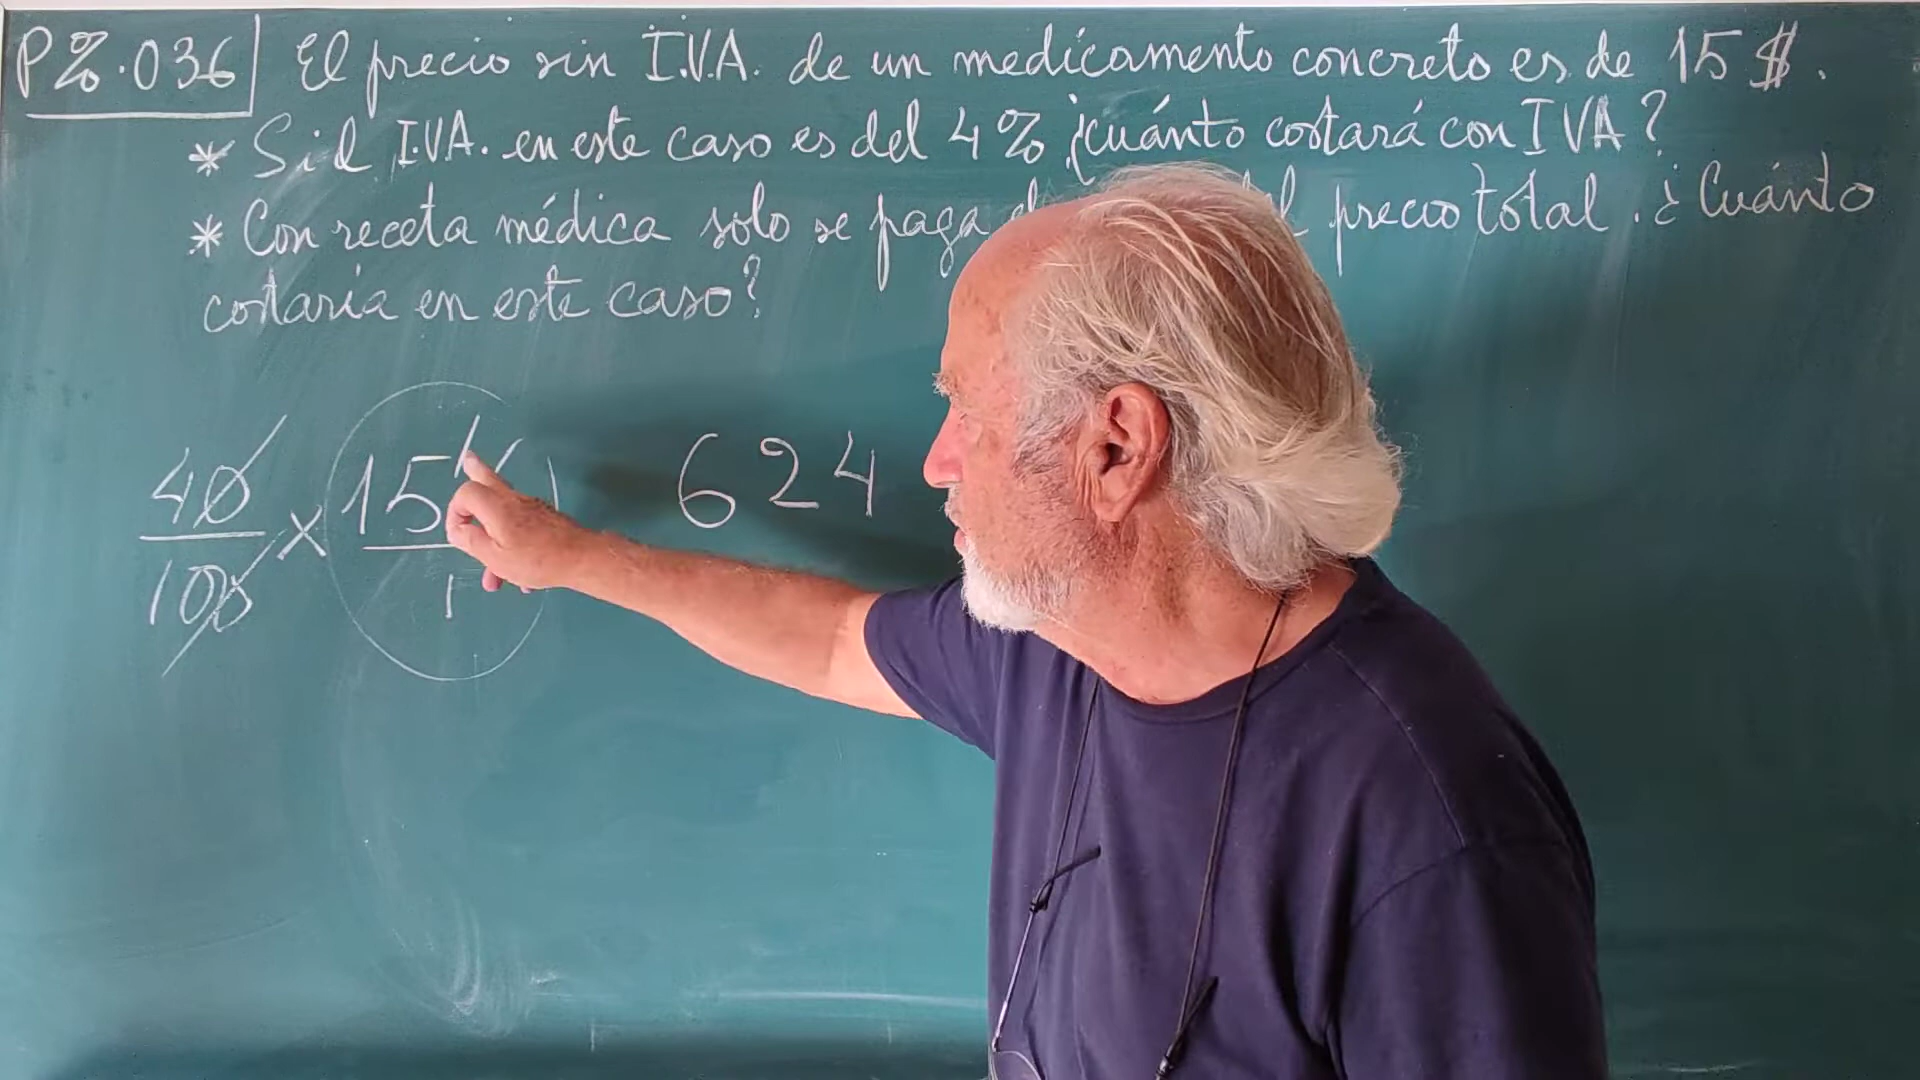 P%.036 El precio sin I.V.A. de un medicamento concreto es de 15 $.
* Si el I.V.A. en este caso es del 4% ¿cuánto costará con IVA?
* Con receta médica solo se paga el precio total. ¿Cuánto
costaría en este caso?
40 × 15 624
100 1